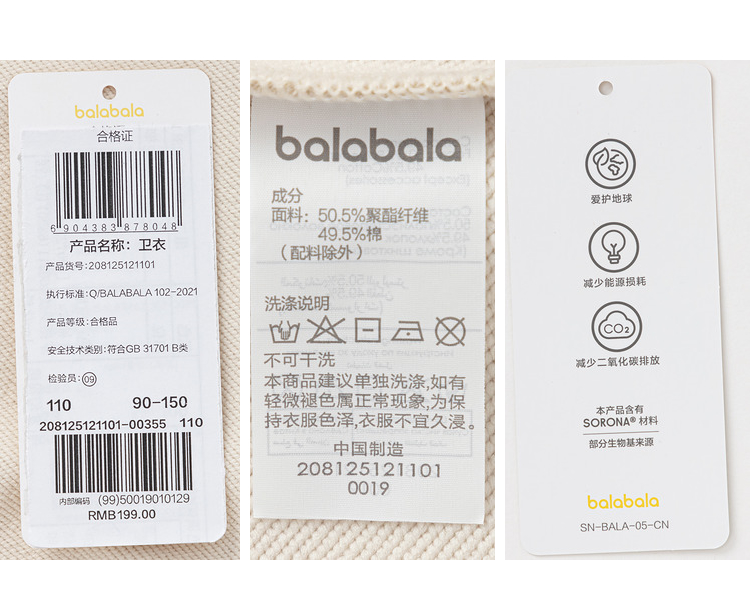 balabala
合格证
6 904383 878048
产品名称：卫衣
产品货号：208125121101
执行标准：Q/BALABALA 102-2021
产品等级：合格品
安全技术类别：符合GB 31701 B类
检验员：09
110 90-150
208125121101-00355 110
内部编码 (99)50019010129
RMB199.00
balabala
成分
面料：50.5%聚酯纤维
49.5%棉
（配料除外）
洗涤说明
不可干洗
本商品建议单独洗涤,如有
轻微褪色属正常现象,为保
持衣服色泽,衣服不宜久漫。
中国制造
208125121101
0019
爱护地球
减少能源损耗
CO₂
减少二氧化碳排放
本产品含有
SORONA® 材料
部分生物基来源
balabala
SN-BALA-05-CN